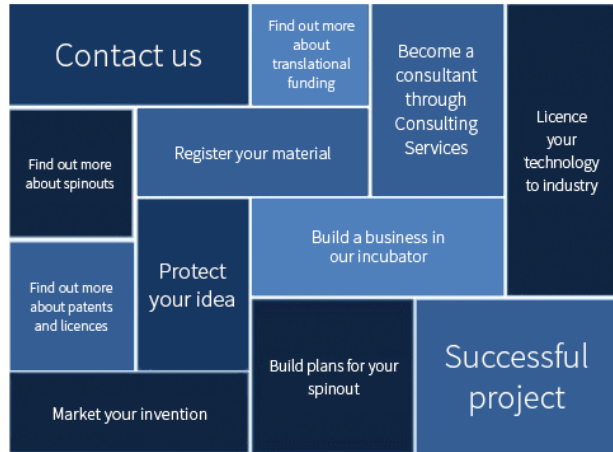 Contact us
Find out more
about
translational
funding
Become a
consultant
through
Consulting
Services
Licence
your
technology
to industry
Find out more
about spinouts
Register your material
Protect
your idea
Build a business in
our incubator
Find out more
about patents
and licences
Market your invention
Build plans for your
spinout
Successful
project